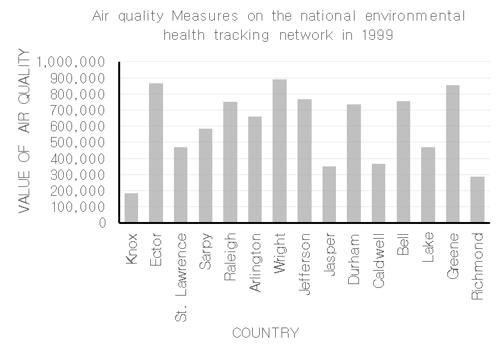 Air quality Measures on the national environmental
health tracking network in 1999
VALUE OF AIR QUALITY
1,000,000
900,000
800,000
700,000
600,000
500,000
400,000
300,000
200,000
100,000
0
Knox
Ector
St. Lawrence
Sarpy
Raleigh
Arlington
Wright
Jefferson
Jasper
Durham
Caldwell
Bell
Lake
Greene
Richmond
COUNTRY